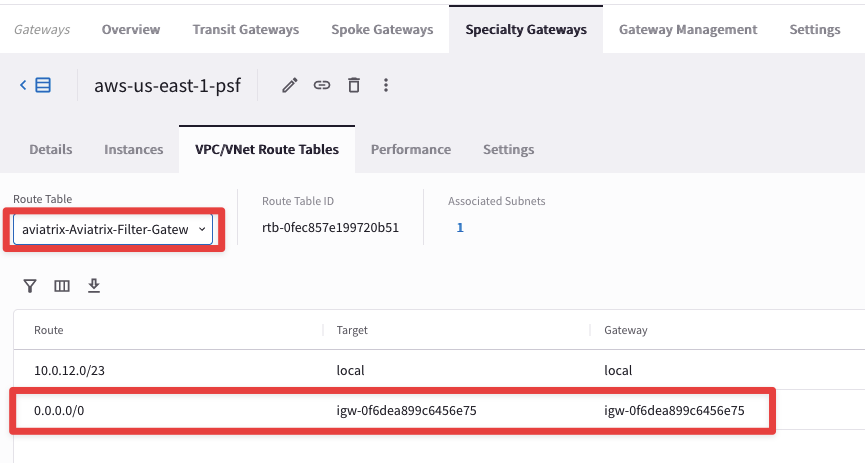 Gateways Overview Transit Gateways Spoke Gateways Specialty Gateways Gateway Management Settings
aws-us-east-1-psf
Details Instances VPC/VNet Route Tables Performance Settings
Route Table Route Table ID Associated Subnets
aviatrix-Aviatrix-Filter-Gatew rtb-0fec857e199720b51 1
Route Target Gateway
10.0.12.0/23 local local
0.0.0.0/0 igw-0f6dea899c6456e75 igw-0f6dea899c6456e75